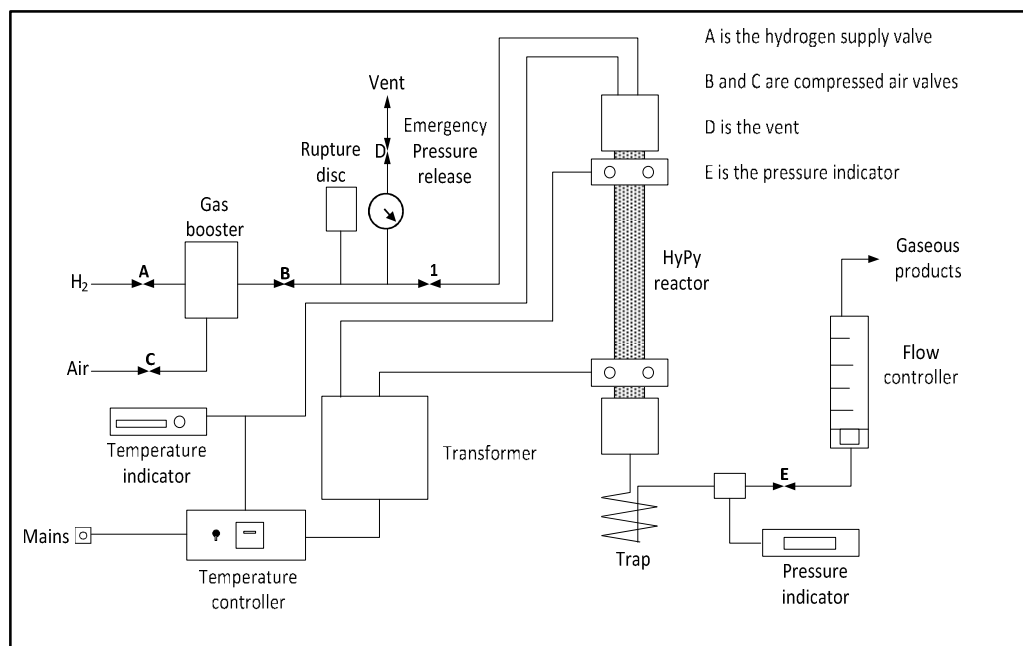 A is the hydrogen supply valve
B and C are compressed air valves
D is the vent
E is the pressure indicator
Vent
D
Emergency
Pressure
release
Rupture
disc
Gas
booster
H2
A
B
1
Air
C
HyPy
reactor
Gaseous
products
Flow
controller
Temperature
indicator
Transformer
E
Mains
Temperature
controller
Trap
Pressure
indicator